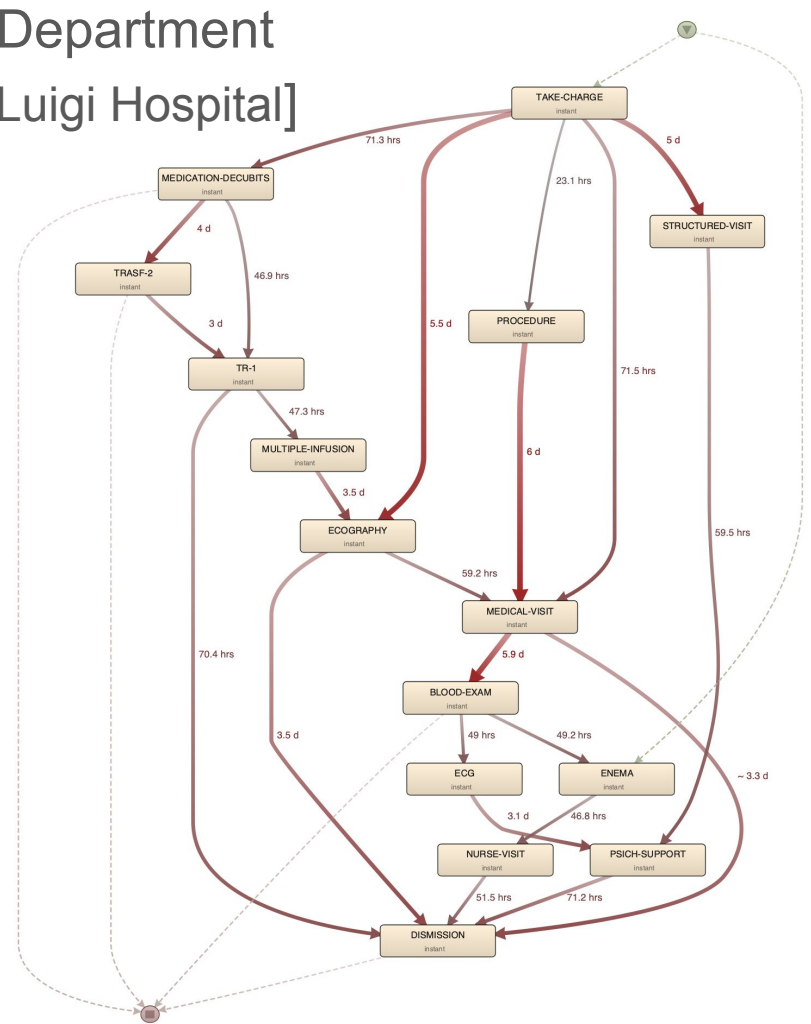 Department
Luigi Hospital]
TAKE-CHARGE
instant
71.3 hrs
5 d
MEDICATION-DECUBITS
instant
23.1 hrs
STRUCTURED-VISIT
instant
4 d
TRASF-2
instant
46.9 hrs
3 d
5.5 d
PROCEDURE
instant
TR-1
instant
71.5 hrs
47.3 hrs
MULTIPLE-INFUSION
instant
6 d
3.5 d
ECOGRAPHY
instant
59.5 hrs
59.2 hrs
MEDICAL-VISIT
instant
70.4 hrs
5.9 d
BLOOD-EXAM
instant
3.5 d
49 hrs
49.2 hrs
ECG
instant
ENEMA
instant
~ 3.3 d
3.1 d
46.8 hrs
NURSE-VISIT
instant
PSICH-SUPPORT
instant
51.5 hrs
71.2 hrs
DISMISSION
instant